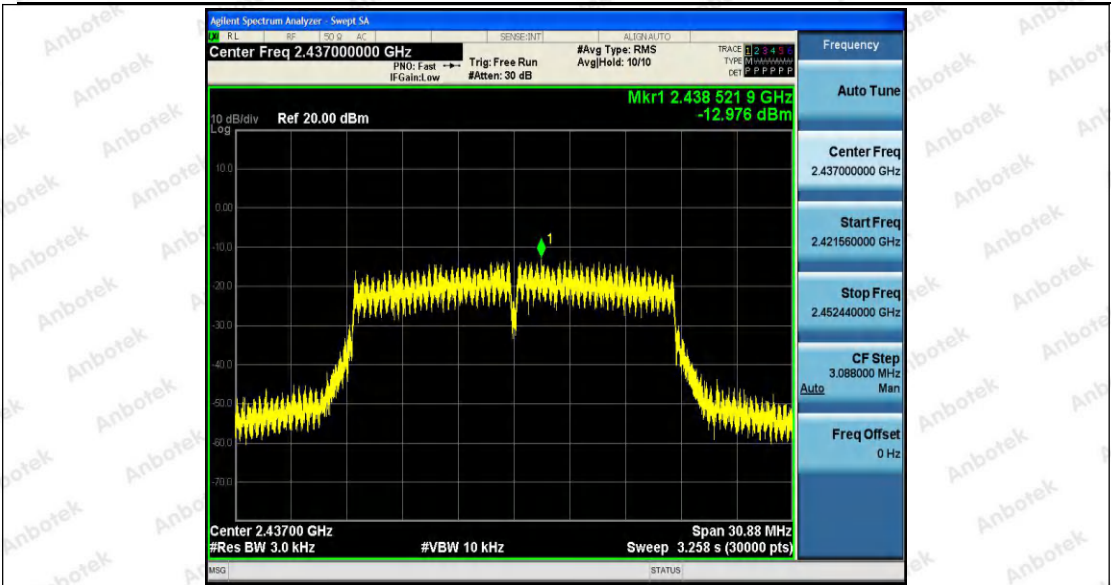 Agilent Spectrum Analyzer - Swept SA
RL RF 50 Ω AC SENSE:INT ALIGN AUTO
Center Freq 2.437000000 GHz
PNO: Fast
IFGain:Low
Trig: Free Run
#Atten: 30 dB
#Avg Type: RMS
Avg|Hold: 10/10
TRACE 1 2 3 4 5 6
TYPE M
DET P P P P P P
Mkr1 2.438 521 9 GHz
-12.976 dBm
10 dB/div
Log
Ref 20.00 dBm
10.0
0.00
-10.0
-20.0
-30.0
-40.0
-50.0
-60.0
-70.0
1
Center 2.43700 GHz
Span 30.88 MHz
#Res BW 3.0 kHz
#VBW 10 kHz
Sweep 3.258 s (30000 pts)
MSG
STATUS
Frequency
Auto Tune
Center Freq
2.437000000 GHz
Start Freq
2.421560000 GHz
Stop Freq
2.452440000 GHz
CF Step
3.088000 MHz
Auto Man
Freq Offset
0 Hz
Anbotek